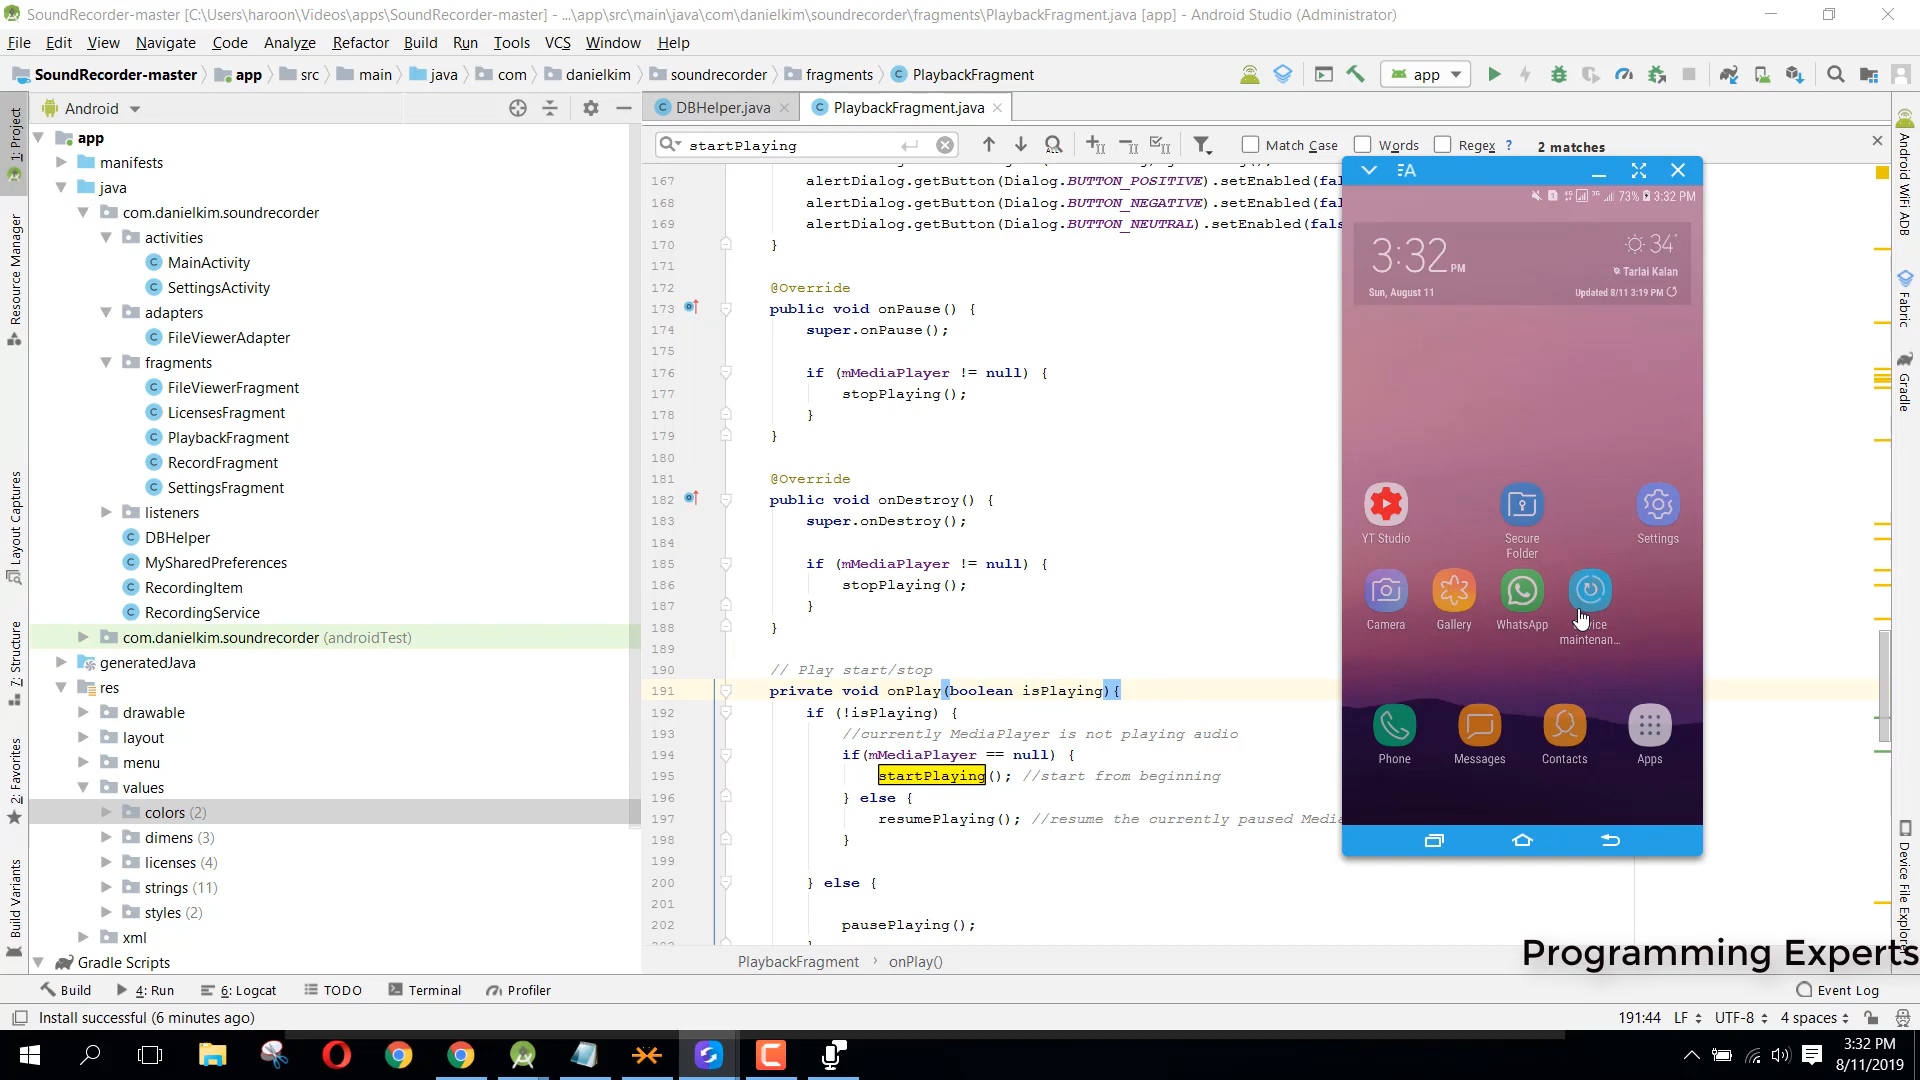 SoundRecorder-master [C:\Users\haroon\Videos\apps\SoundRecorder-master] - ...\app\src\main\java\com\danielkim\soundrecorder\fragments\PlaybackFragment.java [app] - Android Studio (Administrator)
File Edit View Navigate Code Analyze Refactor Build Run Tools VCS Window Help
SoundRecorder-master app src main java com danielkim soundrecorder fragments PlaybackFragment
app
Android
DBHelper.java
PlaybackFragment.java
startPlaying
Match Case
Words
Regex ?
2 matches
1: Project
Resource Manager
Layout Captures
7: Structure
2: Favorites
Build Variants
app
manifests
java
com.danielkim.soundrecorder
activities
MainActivity
SettingsActivity
adapters
FileViewerAdapter
fragments
FileViewerFragment
LicensesFragment
PlaybackFragment
RecordFragment
SettingsFragment
listeners
DBHelper
MySharedPreferences
RecordingItem
RecordingService
com.danielkim.soundrecorder (androidTest)
generatedJava
res
drawable
layout
menu
values
colors (2)
dimens (3)
licenses (4)
strings (11)
styles (2)
xml
Gradle Scripts
167 alertDialog.getButton(Dialog.BUTTON_POSITIVE).setEnabled(fal
168 alertDialog.getButton(Dialog.BUTTON_NEGATIVE).setEnabled(fal
169 alertDialog.getButton(Dialog.BUTTON_NEUTRAL).setEnabled(fals
170 }
171
172 @Override
173 public void onPause() {
174 super.onPause();
175
176 if (mMediaPlayer != null) {
177 stopPlaying();
178 }
179 }
180
181 @Override
182 public void onDestroy() {
183 super.onDestroy();
184
185 if (mMediaPlayer != null) {
186 stopPlaying();
187 }
188 }
189
190 // Play start/stop
191 private void onPlay(boolean isPlaying){
192 if (!isPlaying) {
193 //currently MediaPlayer is not playing audio
194 if(mMediaPlayer == null) {
195 startPlaying(); //start from beginning
196 } else {
197 resumePlaying(); //resume the currently paused Media
198 }
199
200 } else {
201
202 pausePlaying();
PlaybackFragment › onPlay()
73% 3:32 PM
3:32 PM
34°
Tarlai Kalan
Sun, August 11
Updated 8/11 3:19 PM
YT Studio
Secure Folder
Settings
Camera
Gallery
WhatsApp
maintenan...
Phone
Messages
Contacts
Apps
Android WiFi ADB
Fabric
Gradle
Device File Explorer
Programming Experts
Build 4: Run 6: Logcat TODO Terminal Profiler Event Log
Install successful (6 minutes ago)
191:44 LF UTF-8 4 spaces
3:32 PM
8/11/2019